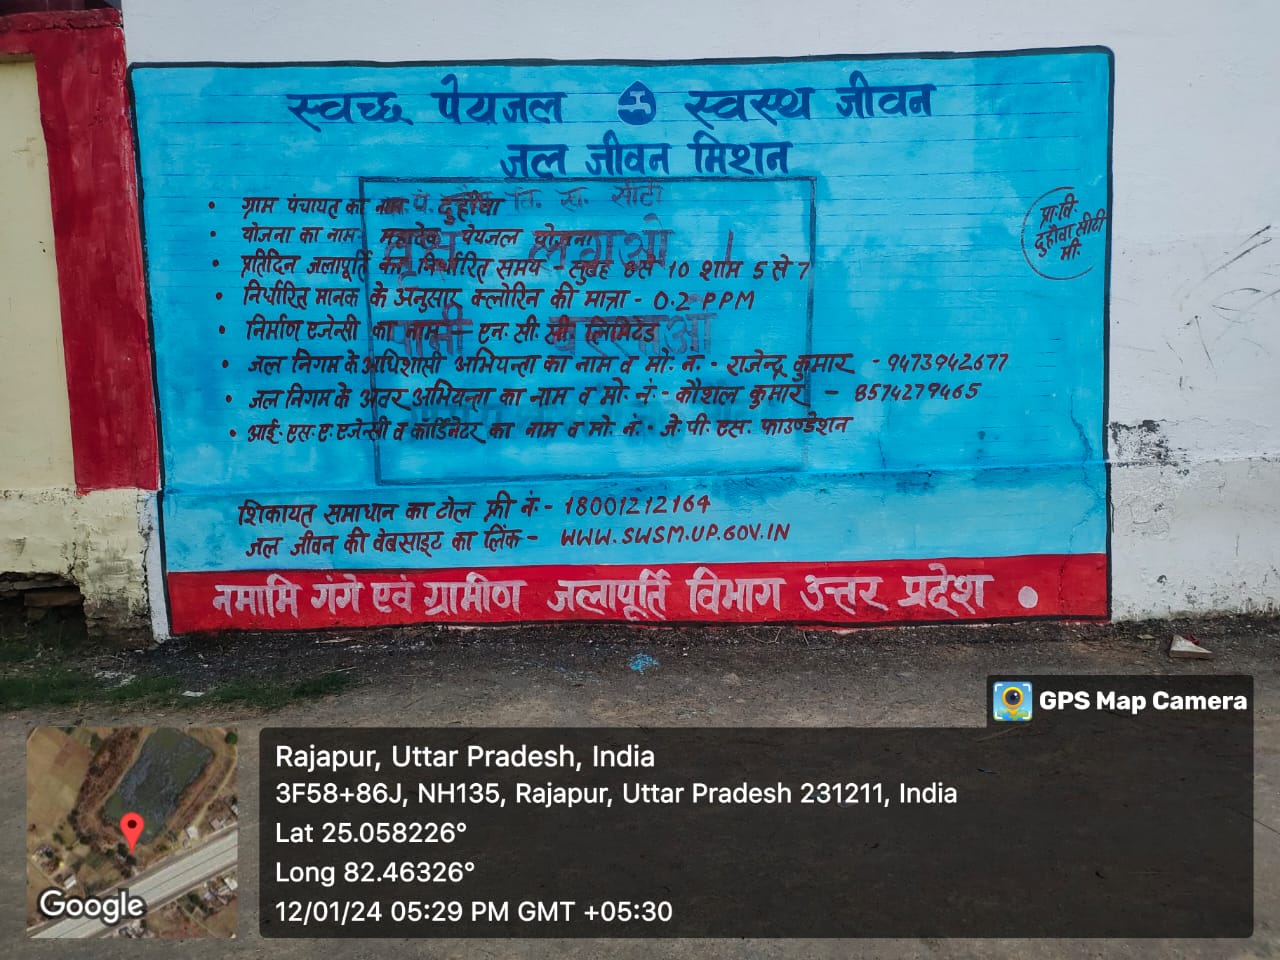 स्वच्छ पेयजल स्वस्थ जीवन
जल जीवन मिशन
• ग्राम पंचायत का नाम- दुहौवा
• योजना का नाम- महादेव पेयजल योजना
• प्रतिदिन जलापूर्ति का निर्धारित समय - सुबह 8 से 10 शाम 5 से 7
• निर्धारित मानक के अनुसार क्लोरिन की मात्रा - 0.2 PPM
• निर्माण एजेन्सी का नाम - एन. सी. सी. लिमिटेड
• जल निगम के अधिशासी अभियन्ता का नाम व मो. नं. - राजेन्द्र कुमार - 9473942677
• जल निगम के अवर अभियन्ता का नाम व मो. नं - कौशल कुमार - 8574279465
• आई. एस. ए. एजेन्सी व कॉर्डिनेटर का नाम व मो. नं. - जे. पी. एस. फाउण्डेशन
प्रा. वि.
दुहौवा सीटी
मी.
शिकायत समाधान का टोल फ्री नं. - 18001212164
जल जीवन की वेबसाइट का लिंक - WWW.SWSM.UP.GOV.IN
नमामि गंगे एवं ग्रामीण जलापूर्ति विभाग उत्तर प्रदेश
GPS Map Camera
Rajapur, Uttar Pradesh, India
3F58+86J, NH135, Rajapur, Uttar Pradesh 231211, India
Lat 25.058226°
Long 82.46326°
12/01/24 05:29 PM GMT +05:30
Google